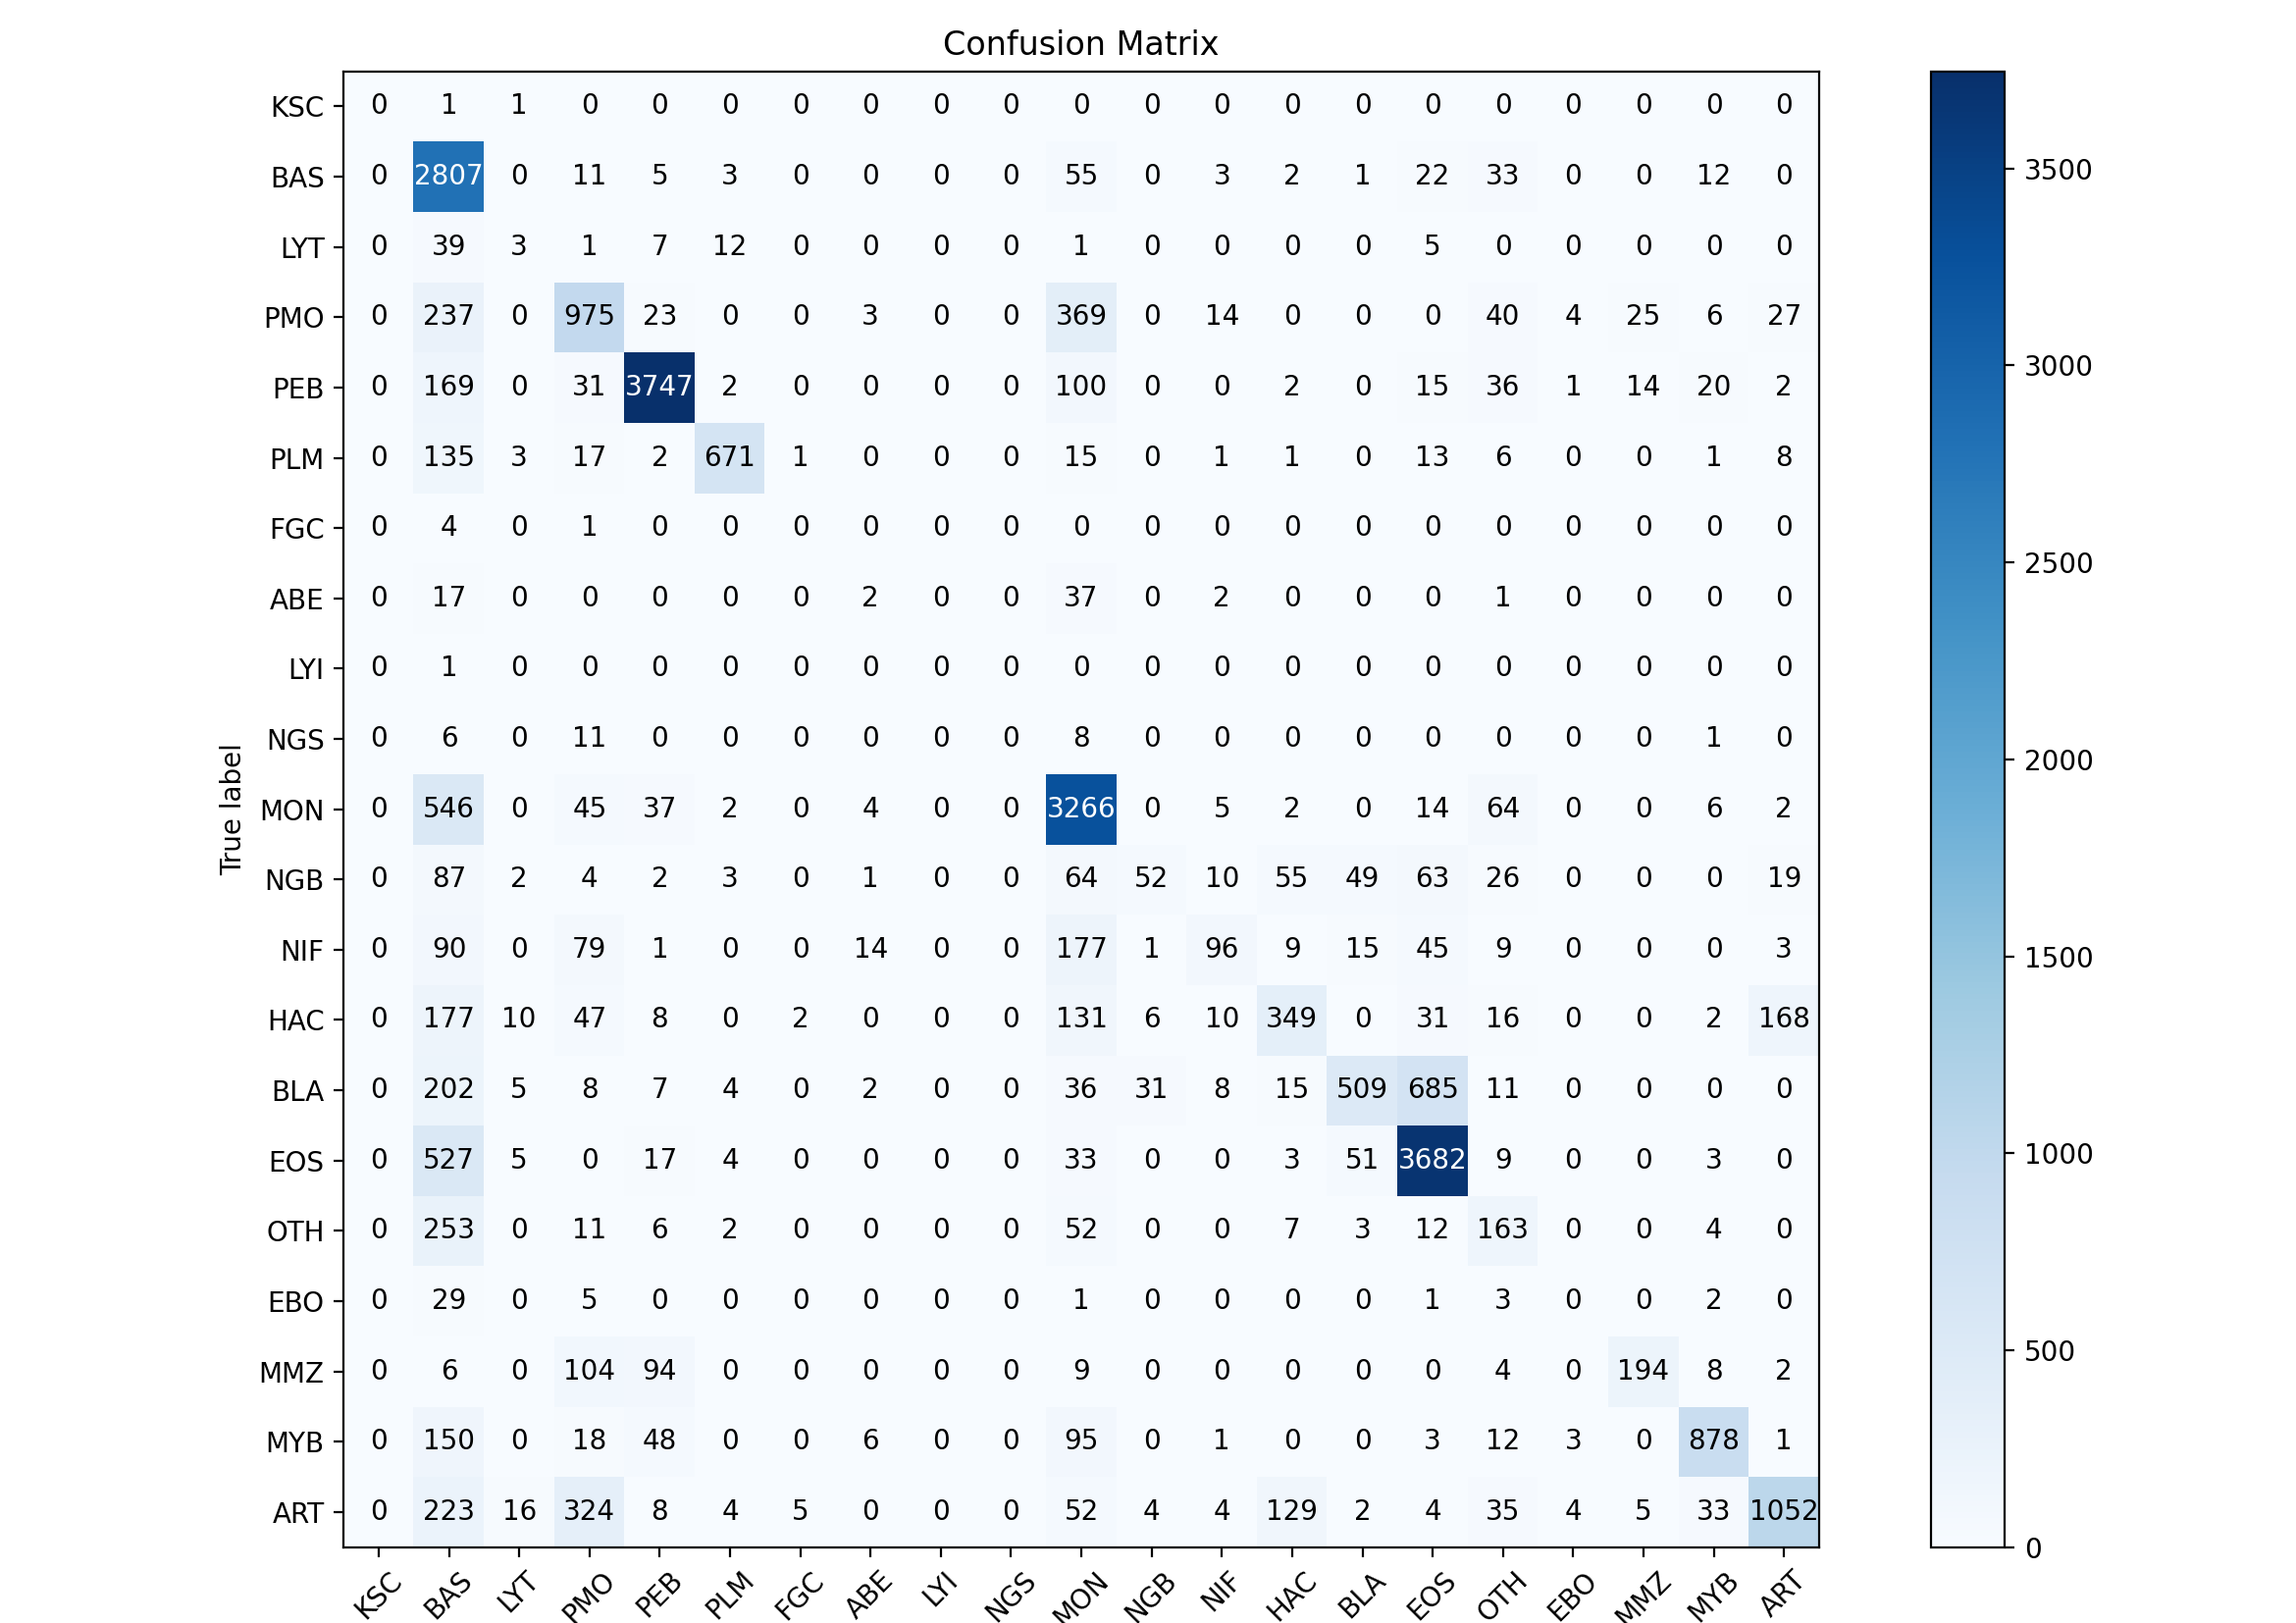 Confusion Matrix
KSC 0 1 1 0 0 0 0 0 0 0 0 0 0 0 0 0 0 0 0 0 0
BAS 0 2807 0 11 5 3 0 0 0 0 55 0 3 2 1 22 33 0 0 12 0
LYT 0 39 3 1 7 12 0 0 0 0 1 0 0 0 0 5 0 0 0 0 0
PMO 0 237 0 975 23 0 0 3 0 0 369 0 14 0 0 0 40 4 25 6 27
PEB 0 169 0 31 3747 2 0 0 0 0 100 0 0 2 0 15 36 1 14 20 2
PLM 0 135 3 17 2 671 1 0 0 0 15 0 1 1 0 13 6 0 0 1 8
FGC 0 4 0 1 0 0 0 0 0 0 0 0 0 0 0 0 0 0 0 0 0
ABE 0 17 0 0 0 0 0 2 0 0 37 0 2 0 0 0 1 0 0 0 0
LYI 0 1 0 0 0 0 0 0 0 0 0 0 0 0 0 0 0 0 0 0 0
NGS 0 6 0 11 0 0 0 0 0 0 8 0 0 0 0 0 0 0 0 1 0
MON 0 546 0 45 37 2 0 4 0 0 3266 0 5 2 0 14 64 0 0 6 2
NGB 0 87 2 4 2 3 0 1 0 0 64 52 10 55 49 63 26 0 0 0 19
NIF 0 90 0 79 1 0 0 14 0 0 177 1 96 9 15 45 9 0 0 0 3
HAC 0 177 10 47 8 0 2 0 0 0 131 6 10 349 0 31 16 0 0 2 168
BLA 0 202 5 8 7 4 0 2 0 0 36 31 8 15 509 685 11 0 0 0 0
EOS 0 527 5 0 17 4 0 0 0 0 33 0 0 3 51 3682 9 0 0 3 0
OTH 0 253 0 11 6 2 0 0 0 0 52 0 0 7 3 12 163 0 0 4 0
EBO 0 29 0 5 0 0 0 0 0 0 1 0 0 0 0 1 3 0 0 2 0
MMZ 0 6 0 104 94 0 0 0 0 0 9 0 0 0 0 0 4 0 194 8 2
MYB 0 150 0 18 48 0 0 6 0 0 95 0 1 0 0 3 12 3 0 878 1
ART 0 223 16 324 8 4 5 0 0 0 52 4 4 129 2 4 35 4 5 33 1052
KSC BAS LYT PMO PEB PLM FGC ABE LYI NGS MON NGB NIF HAC BLA EOS OTH EBO MMZ MYB ART
True label
3500
3000
2500
2000
1500
1000
500
0